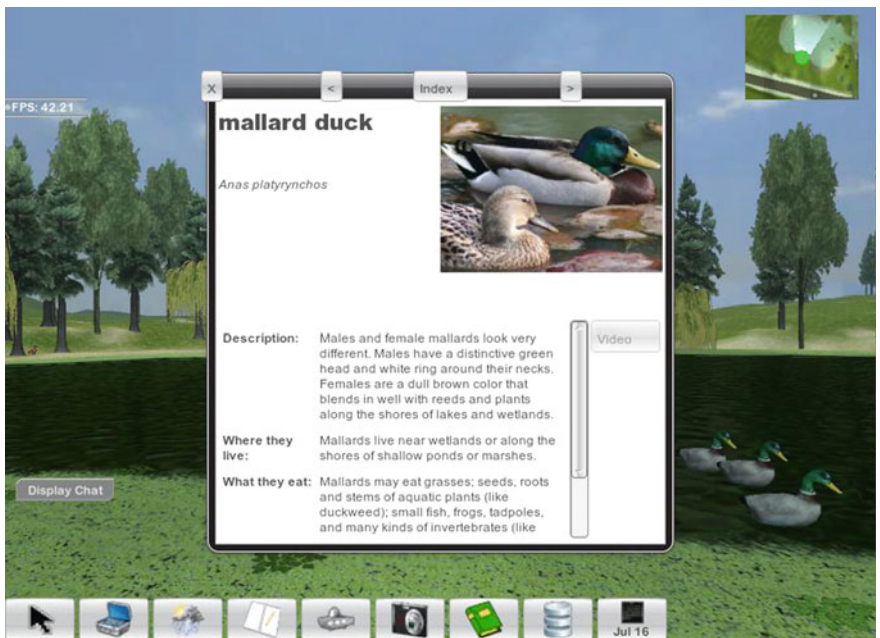 FPS: 42.21
X
<
Index
>
mallard duck
Anas platyrynchos
Description:
Males and female mallards look very
different. Males have a distinctive green
head and white ring around their necks.
Females are a dull brown color that
blends in well with reeds and plants
along the shores of lakes and wetlands.
Video
Where they
live:
Mallards live near wetlands or along the
shores of shallow ponds or marshes.
What they eat:
Mallards may eat grasses; seeds, roots
and stems of aquatic plants (like
duckweed); small fish, frogs, tadpoles,
and many kinds of invertebrates (like
Display Chat
Jul 16